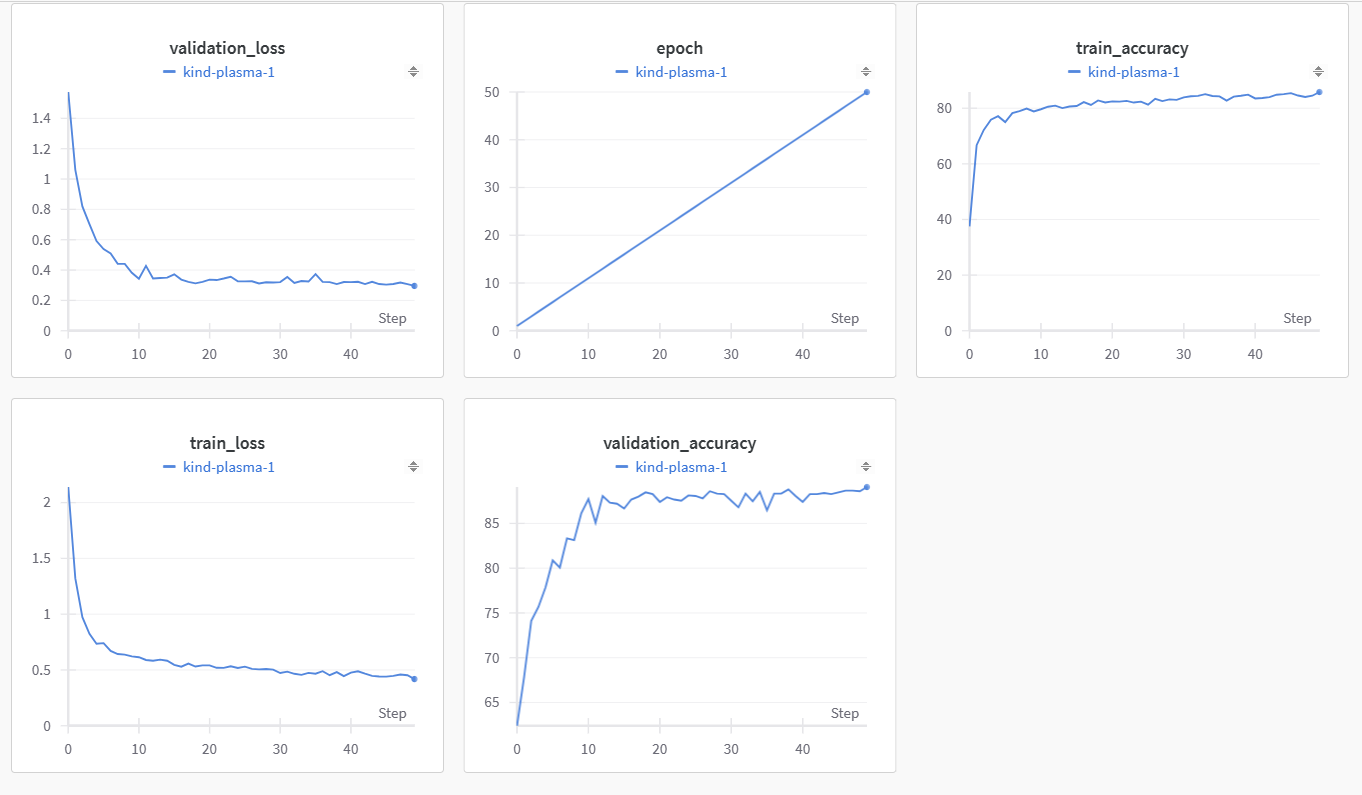 validation_loss
kind-plasma-1
1.4
1.2
1
0.8
0.6
0.4
0.2
0
Step
0 10 20 30 40
epoch
kind-plasma-1
50
40
30
20
10
0
Step
0 10 20 30 40
train_accuracy
kind-plasma-1
80
60
40
20
0
Step
0 10 20 30 40
train_loss
kind-plasma-1
2
1.5
1
0.5
0
Step
0 10 20 30 40
validation_accuracy
kind-plasma-1
85
80
75
70
65
Step
0 10 20 30 40